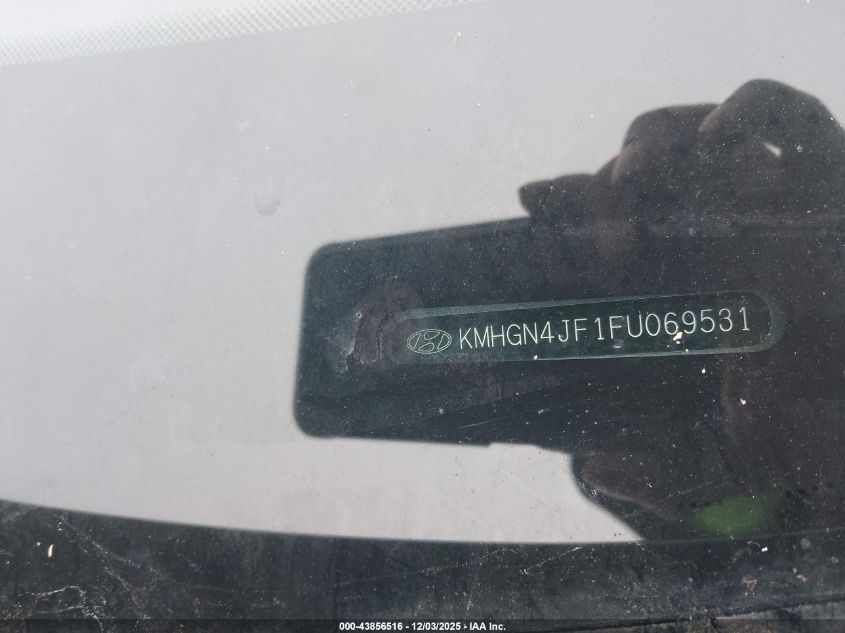 KMHGN4JF1FU069531
000-43856516 - 12/03/2025 - IAA Inc.